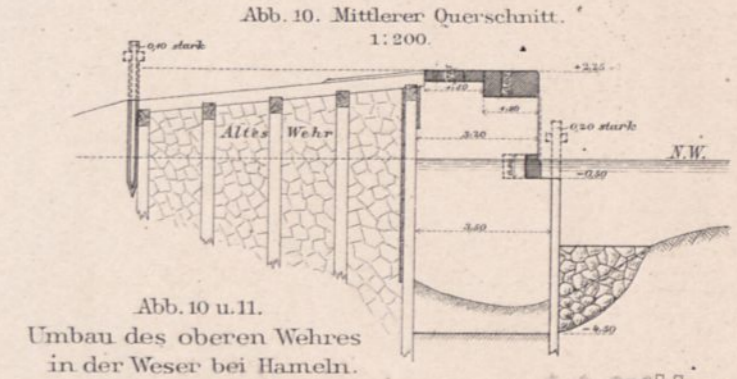 Abb. 10. Mittlerer Querschnitt.
1:200.
0,10 stark
+2,25
Altes Wehr
3,20
0,20 stark
N.W.
-0,50
3,50
-4,50
Abb. 10 u. 11.
Umbau des oberen Wehres
in der Weser bei Hameln.